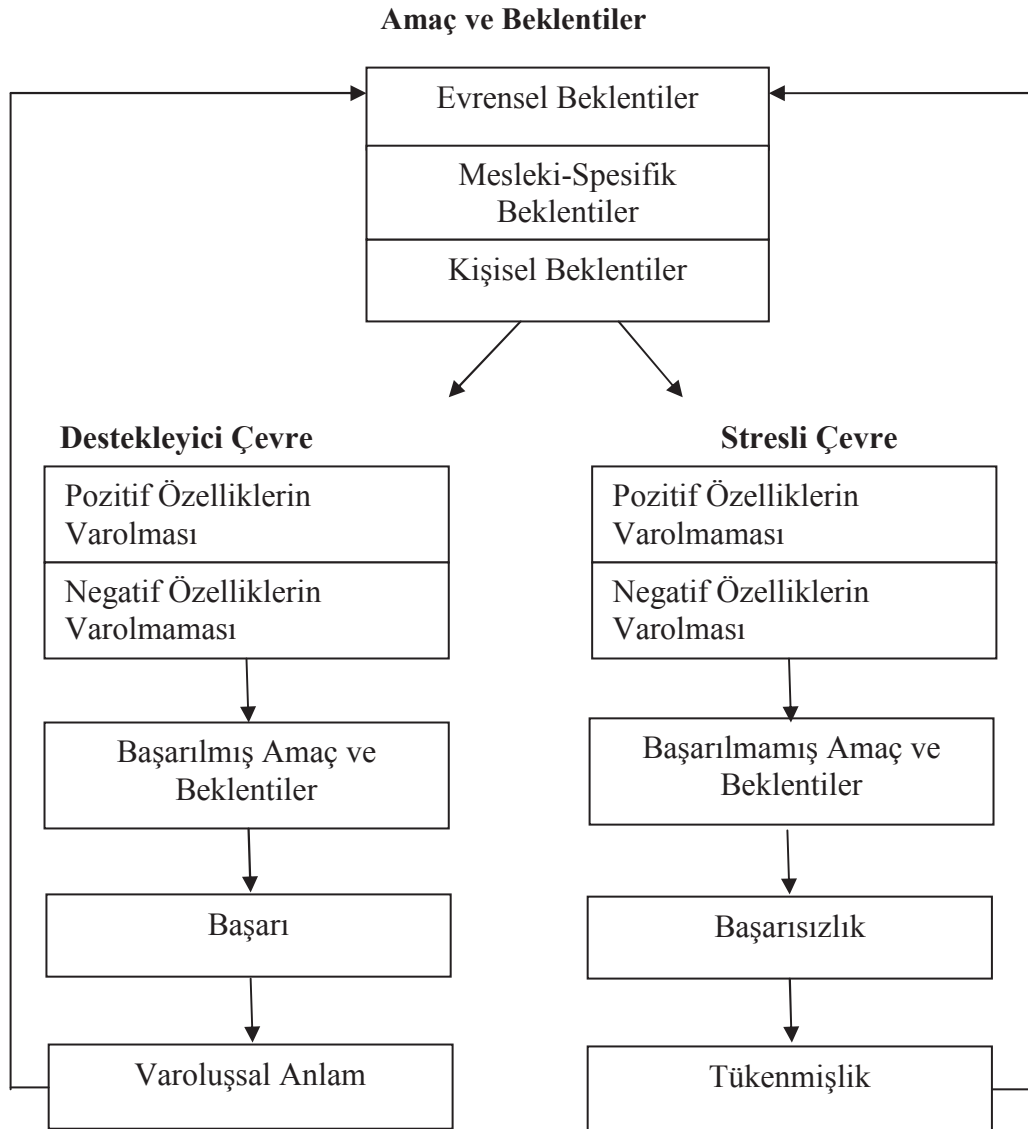 Amaç ve Beklentiler
Evrensel Beklentiler
Mesleki-Spesifik
Beklentiler
Kişisel Beklentiler
Destekleyici Çevre
Pozitif Özelliklerin
Varolması
Negatif Özelliklerin
Varolmaması
Başarılmış Amaç ve
Beklentiler
Başarı
Varoluşsal Anlam
Stresli Çevre
Pozitif Özelliklerin
Varolmaması
Negatif Özelliklerin
Varolması
Başarılmamış Amaç ve
Beklentiler
Başarısızlık
Tükenmişlik